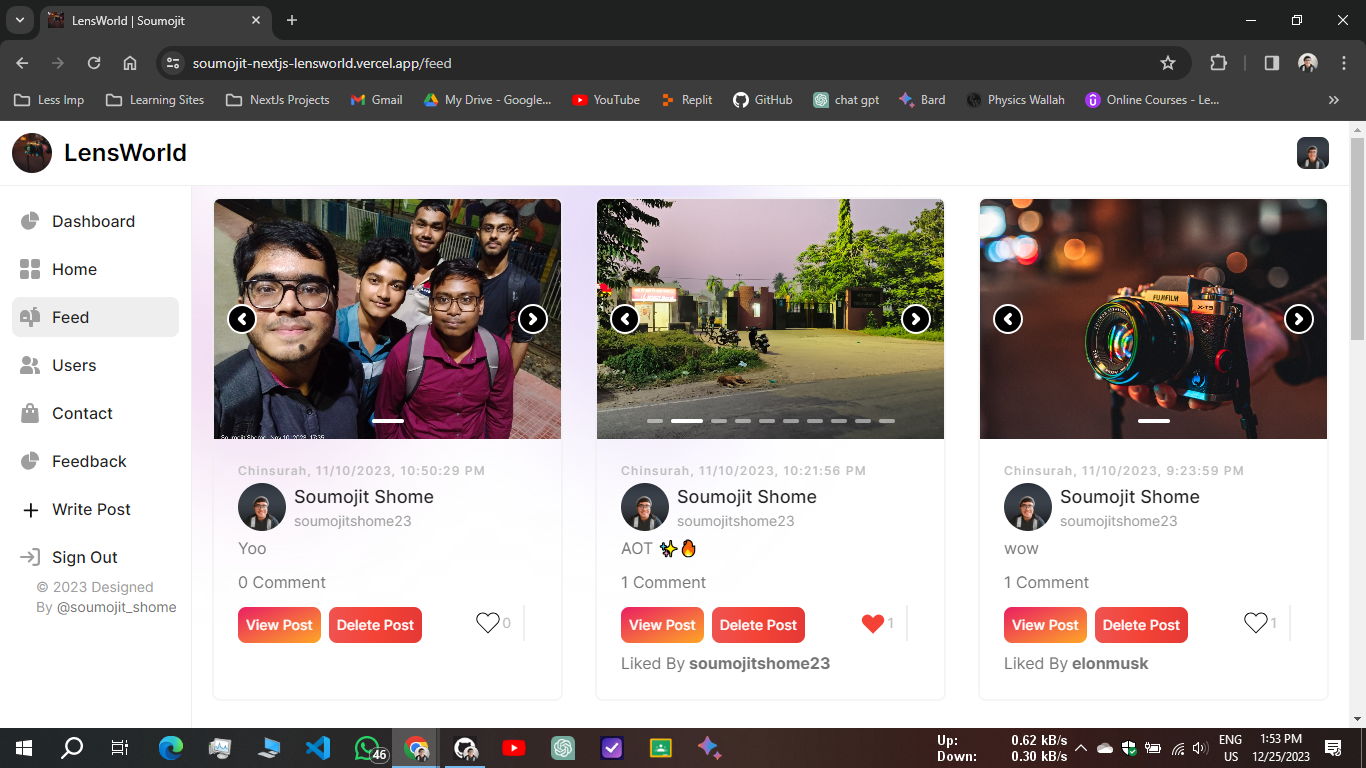 LensWorld | Soumojit
soumojit-nextjs-lensworld.vercel.app/feed
Less Imp
Learning Sites
NextJs Projects
Gmail
My Drive - Google...
YouTube
Replit
GitHub
chat gpt
Bard
Physics Wallah
Online Courses - Le...
LensWorld
Dashboard
Home
Feed
Users
Contact
Feedback
Write Post
Sign Out
© 2023 Designed
By @soumojit_shome
Soumojit Shome Nov 10, 2023, 17:35
Chinsurah, 11/10/2023, 10:50:29 PM
Soumojit Shome
soumojitshome23
Yoo
0 Comment
View Post
Delete Post
0
Chinsurah, 11/10/2023, 10:21:56 PM
Soumojit Shome
soumojitshome23
AOT ✨🔥
1 Comment
View Post
Delete Post
1
Liked By soumojitshome23
FUJIFILM
X-T3
Chinsurah, 11/10/2023, 9:23:59 PM
Soumojit Shome
soumojitshome23
wow
1 Comment
View Post
Delete Post
1
Liked By elonmusk
46
Up: 0.62 kB/s
Down: 0.30 kB/s
ENG
US
1:53 PM
12/25/2023